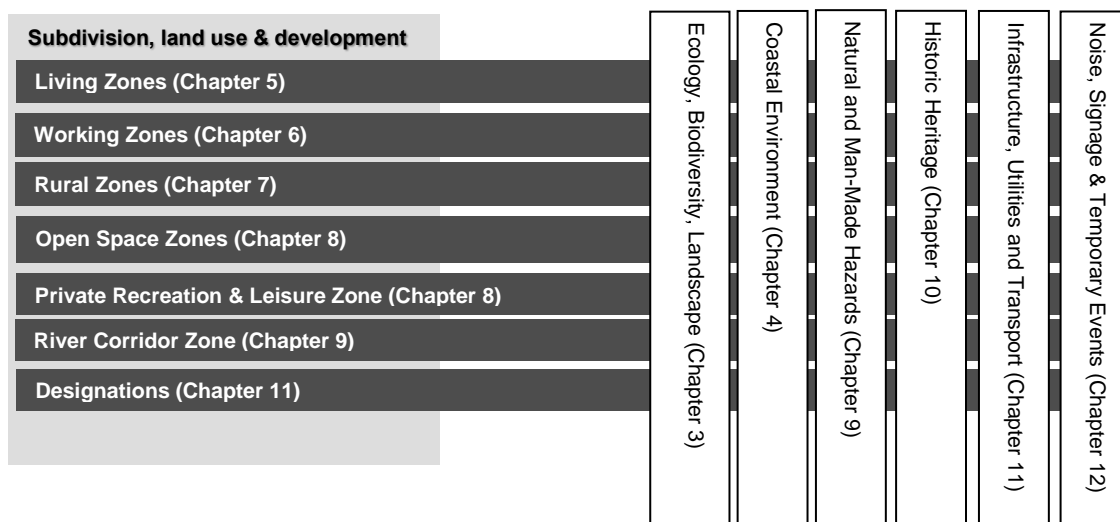 Subdivision, land use & development
Living Zones (Chapter 5)
Working Zones (Chapter 6)
Rural Zones (Chapter 7)
Open Space Zones (Chapter 8)
Private Recreation & Leisure Zone (Chapter 8)
River Corridor Zone (Chapter 9)
Designations (Chapter 11)
Ecology, Biodiversity, Landscape (Chapter 3)
Coastal Environment (Chapter 4)
Natural and Man-Made Hazards (Chapter 9)
Historic Heritage (Chapter 10)
Infrastructure, Utilities and Transport (Chapter 11)
Noise, Signage & Temporary Events (Chapter 12)